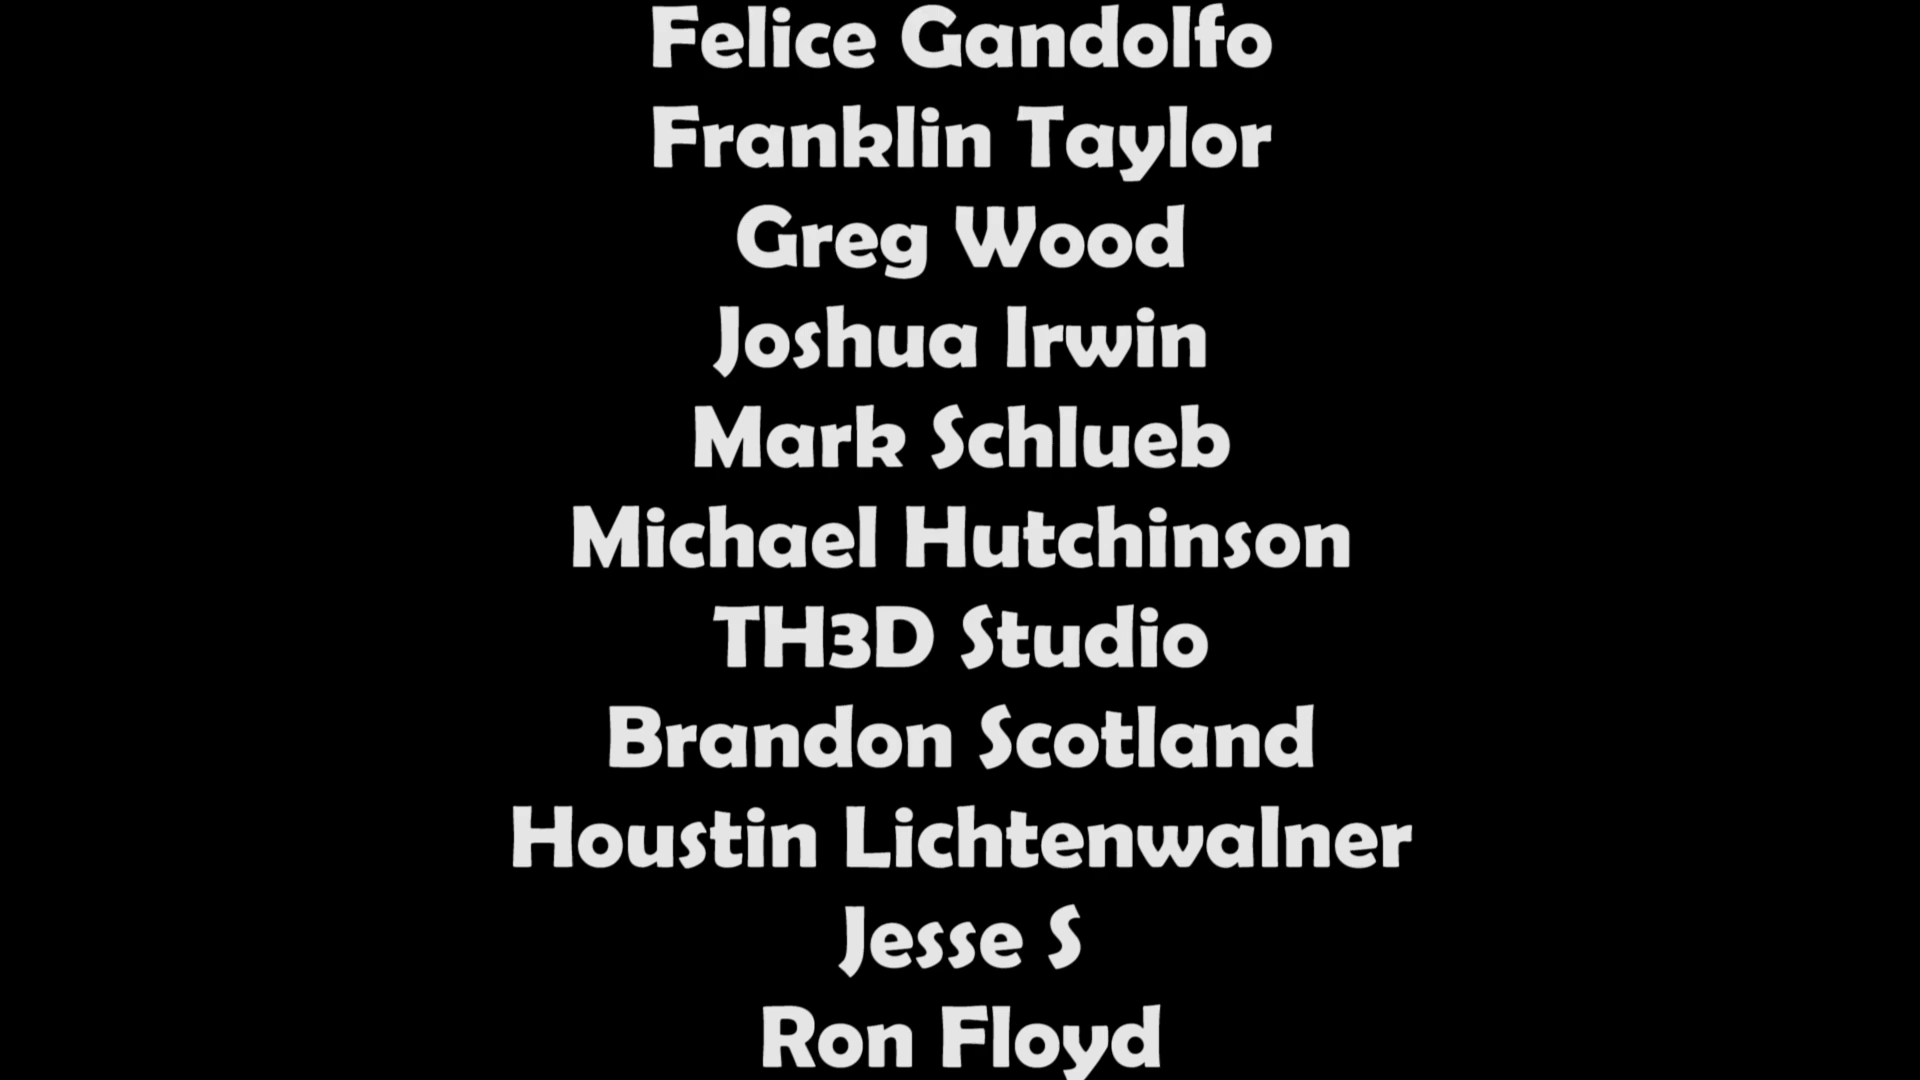 Felice Gandolfo
Franklin Taylor
Greg Wood
Joshua Irwin
Mark Schlueb
Michael Hutchinson
TH3D Studio
Brandon Scotland
Houstin Lichtenwalner
Jesse S
Ron Floyd